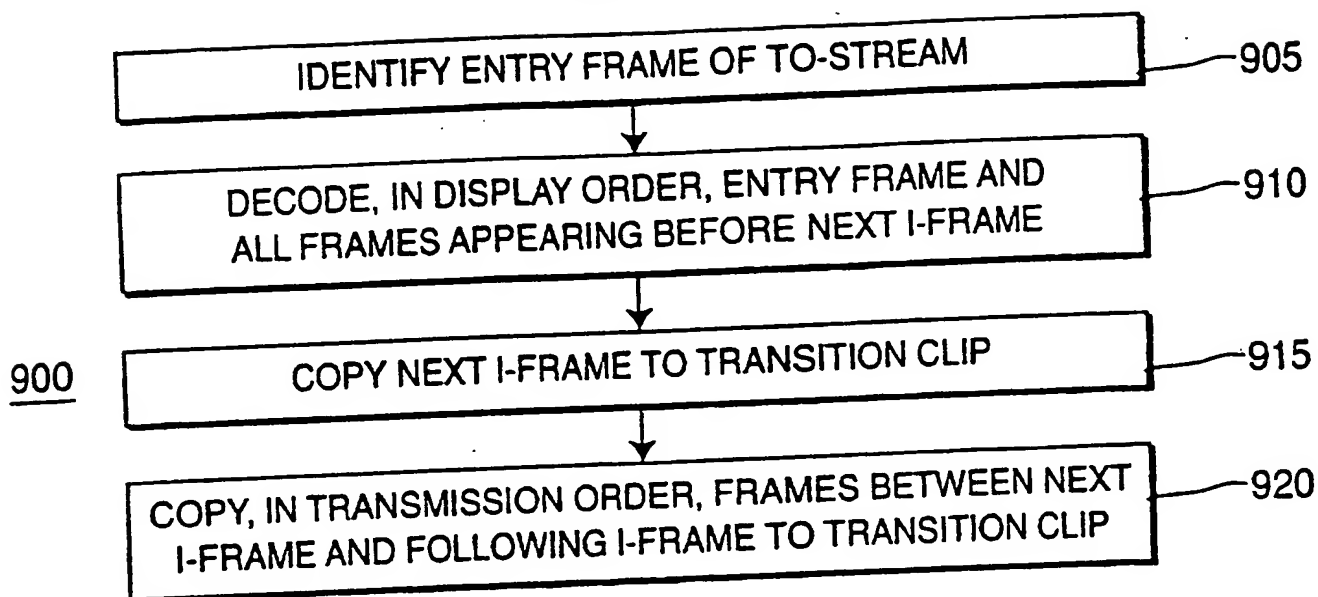 IDENTIFY ENTRY FRAME OF TO-STREAM
905
DECODE, IN DISPLAY ORDER, ENTRY FRAME AND
ALL FRAMES APPEARING BEFORE NEXT I-FRAME
910
900
COPY NEXT I-FRAME TO TRANSITION CLIP
915
COPY, IN TRANSMISSION ORDER, FRAMES BETWEEN NEXT
I-FRAME AND FOLLOWING I-FRAME TO TRANSITION CLIP
920